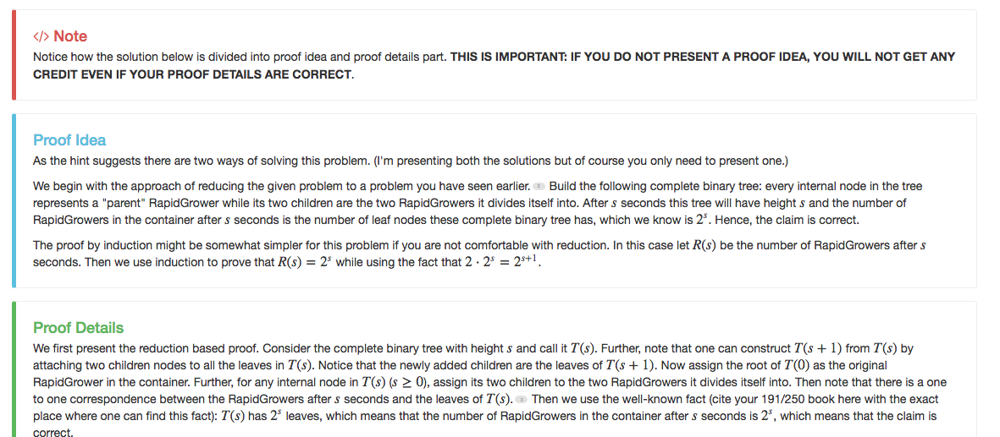 </> Note
Notice how the solution below is divided into proof idea and proof details part. THIS IS IMPORTANT: IF YOU DO NOT PRESENT A PROOF IDEA, YOU WILL NOT GET ANY
CREDIT EVEN IF YOUR PROOF DETAILS ARE CORRECT.
Proof Idea
As the hint suggests there are two ways of solving this problem. (I'm presenting both the solutions but of course you only need to present one.)
We begin with the approach of reducing the given problem to a problem you have seen earlier. Build the following complete binary tree: every internal node in the tree
represents a "parent" RapidGrower while its two children are the two RapidGrowers it divides itself into. After s seconds this tree will have height s and the number of
RapidGrowers in the container after s seconds is the number of leaf nodes these complete binary tree has, which we know is 2^s. Hence, the claim is correct.
The proof by induction might be somewhat simpler for this problem if you are not comfortable with reduction. In this case let R(s) be the number of RapidGrowers after s
seconds. Then we use induction to prove that R(s) = 2^s while using the fact that 2 · 2^s = 2^{s+1}.
Proof Details
We first present the reduction based proof. Consider the complete binary tree with height s and call it T(s). Further, note that one can construct T(s + 1) from T(s) by
attaching two children nodes to all the leaves in T(s). Notice that the newly added children are the leaves of T(s + 1). Now assign the root of T(0) as the original
RapidGrower in the container. Further, for any internal node in T(s) (s ≥ 0), assign its two children to the two RapidGrowers it divides itself into. Then note that there is a one
to one correspondence between the RapidGrowers after s seconds and the leaves of T(s). Then we use the well-known fact (cite your 191/250 book here with the exact
place where one can find this fact): T(s) has 2^s leaves, which means that the number of RapidGrowers in the container after s seconds is 2^s, which means that the claim is
correct.